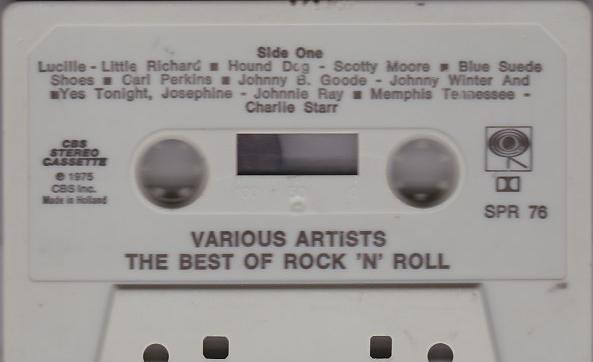 Side One
Lucille - Little Richard ■ Hound Dog - Scotty Moore ■ Blue Suede
Shoes ■ Carl Perkins ■ Johnny B. Goode - Johnny Winter And
■Yes Tonight, Josephine - Johnnie Ray ■ Memphis Tennessee -
Charlie Starr
CBS
STEREO
CASSETTE
℗ 1975
CBS Inc.
Made in Holland
SPR 76
VARIOUS ARTISTS
THE BEST OF ROCK 'N' ROLL